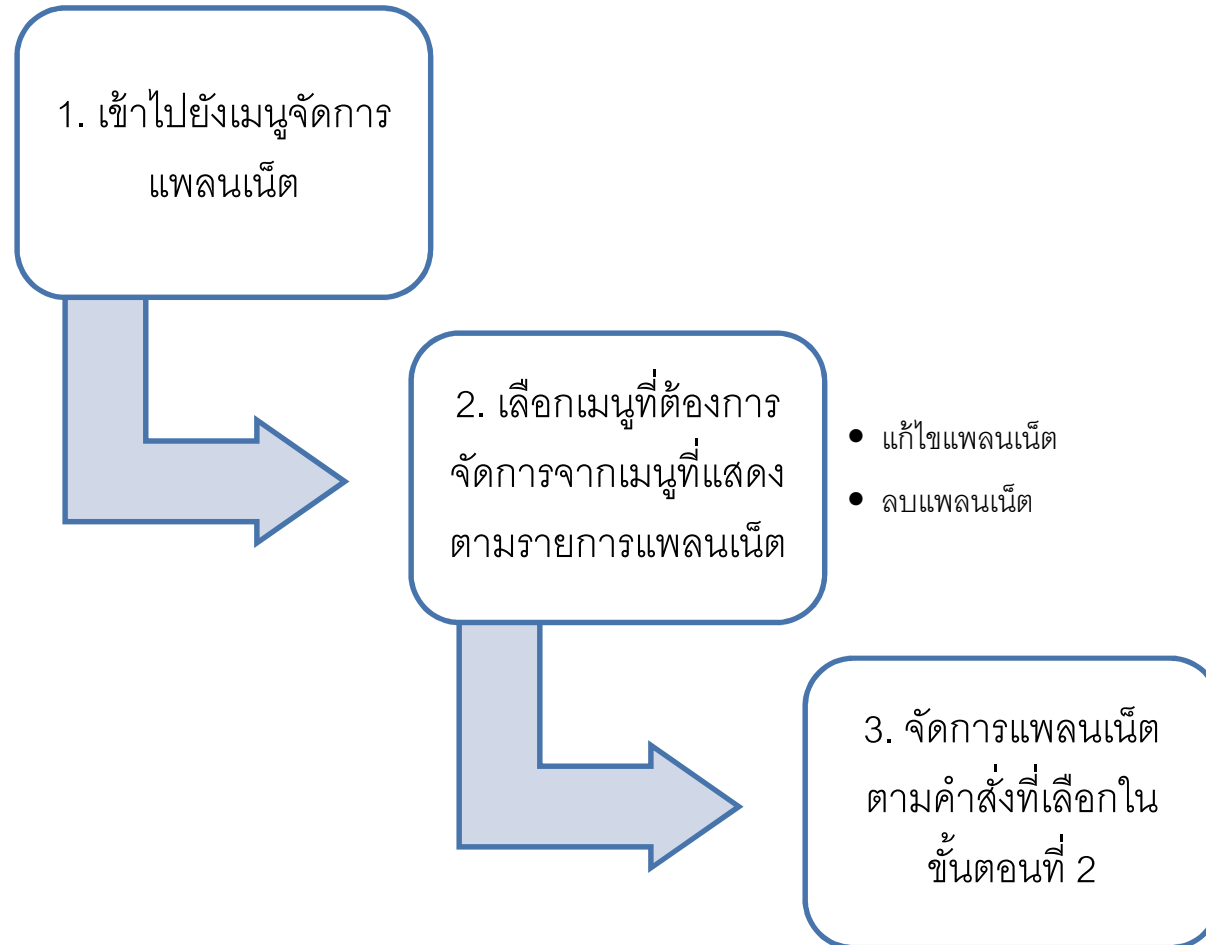 1. เข้าไปยังเมนูจัดการ
แพลนเน็ต
2. เลือกเมนูที่ต้องการ
จัดการจากเมนูที่แสดง
ตามรายการแพลนเน็ต
• แก้ไขแพลนเน็ต
• ลบแพลนเน็ต
3. จัดการแพลนเน็ต
ตามคำสั่งที่เลือกใน
ขั้นตอนที่ 2